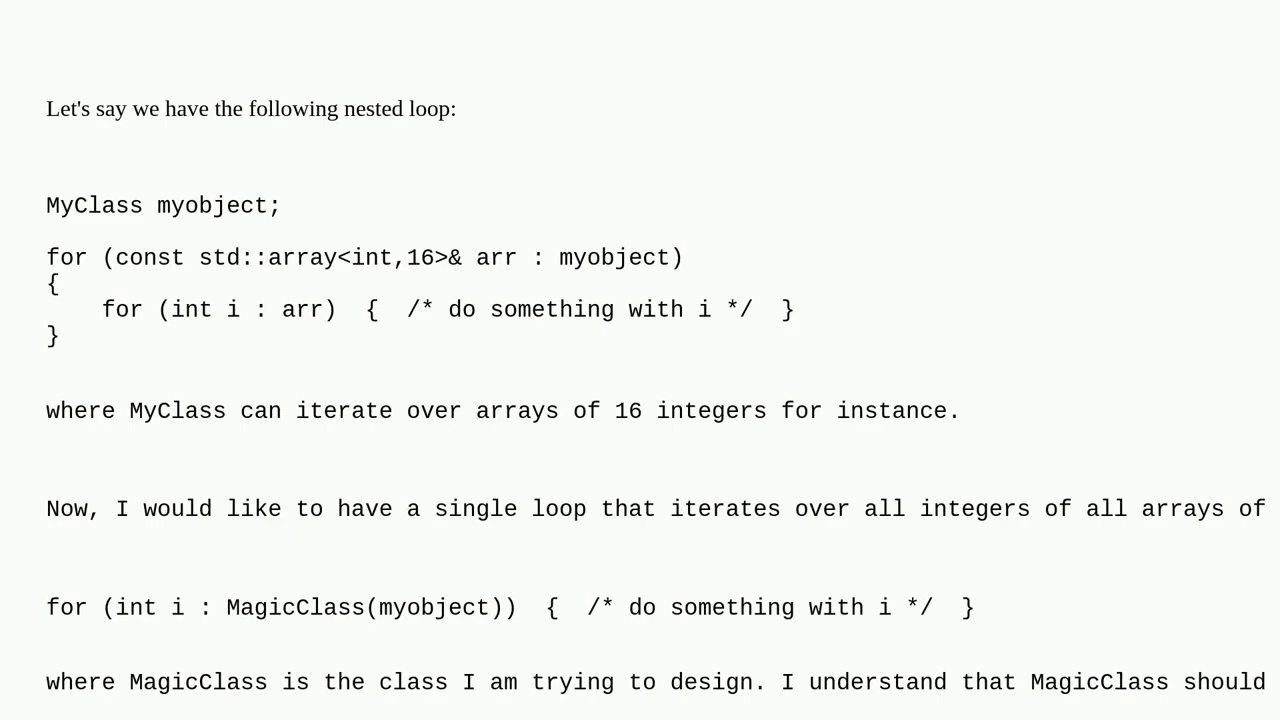 Let's say we have the following nested loop:
MyClass myobject;
for (const std::array<int,16>& arr : myobject)
{
    for (int i : arr)  {  /* do something with i */  }
}
where MyClass can iterate over arrays of 16 integers for instance.
Now, I would like to have a single loop that iterates over all integers of all arrays of
for (int i : MagicClass(myobject))  {  /* do something with i */  }
where MagicClass is the class I am trying to design. I understand that MagicClass should